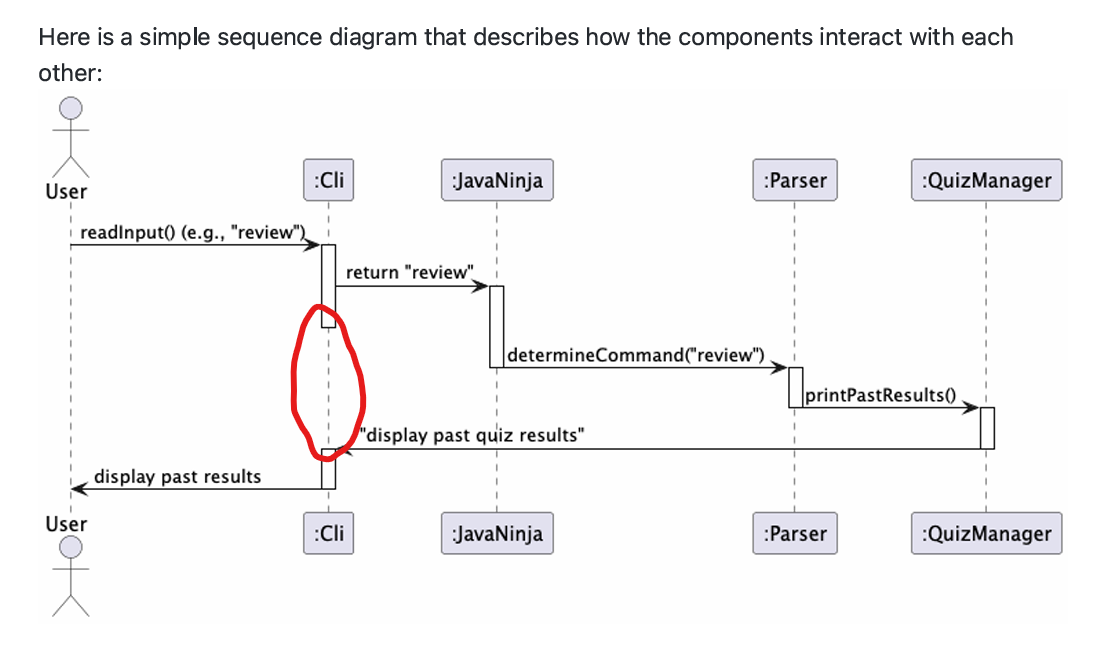 Here is a simple sequence diagram that describes how the components interact with each
other:
User
:Cli
:JavaNinja
:Parser
:QuizManager
readInput() (e.g., "review")
return "review"
determineCommand("review")
printPastResults()
"display past quiz results"
display past results
User
:Cli
:JavaNinja
:Parser
:QuizManager